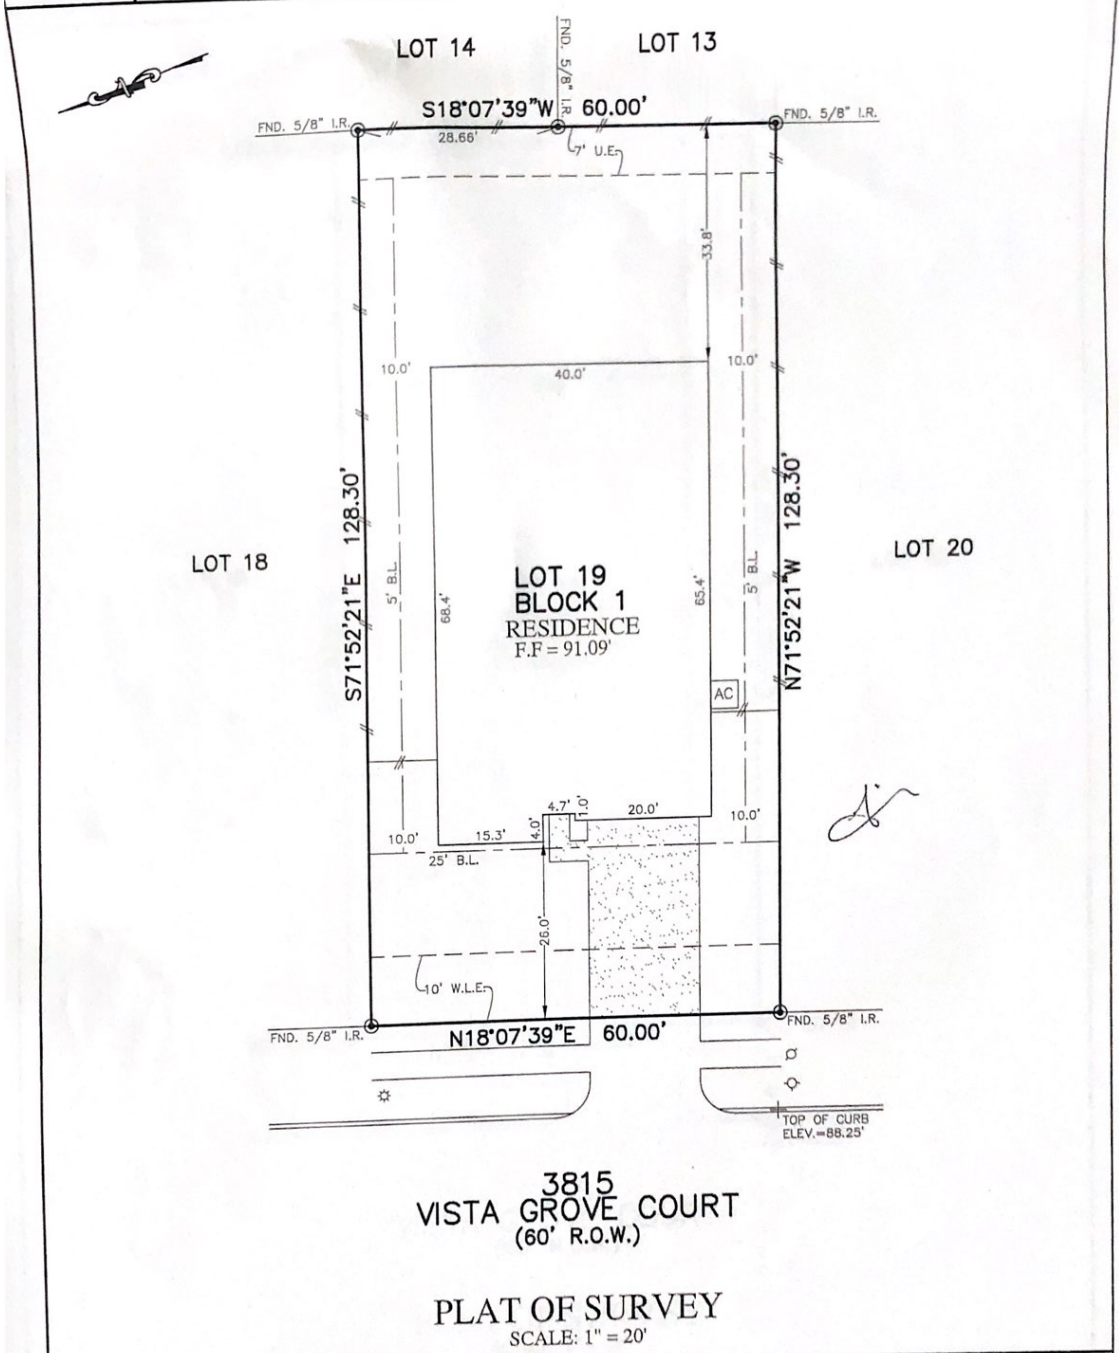 LOT 14
LOT 13
FND. 5/8" I.R.
S18°07'39"W 60.00'
FND. 5/8" I.R.
FND. 5/8" I.R.
28.66'
7' U.E.
33.8'
10.0'
40.0'
10.0'
S71°52'21"E 128.30'
N71°52'21"W 128.30'
LOT 18
LOT 20
5' B.L.
5' B.L.
68.4'
65.4'
LOT 19
BLOCK 1
RESIDENCE
F.F = 91.09'
AC
4.7'
1.0'
20.0'
10.0'
10.0'
15.3'
4.0'
25' B.L.
26.0'
10' W.L.E.
FND. 5/8" I.R.
N18°07'39"E 60.00'
FND. 5/8" I.R.
TOP OF CURB
ELEV.=88.25'
3815
VISTA GROVE COURT
(60' R.O.W.)
PLAT OF SURVEY
SCALE: 1" = 20'